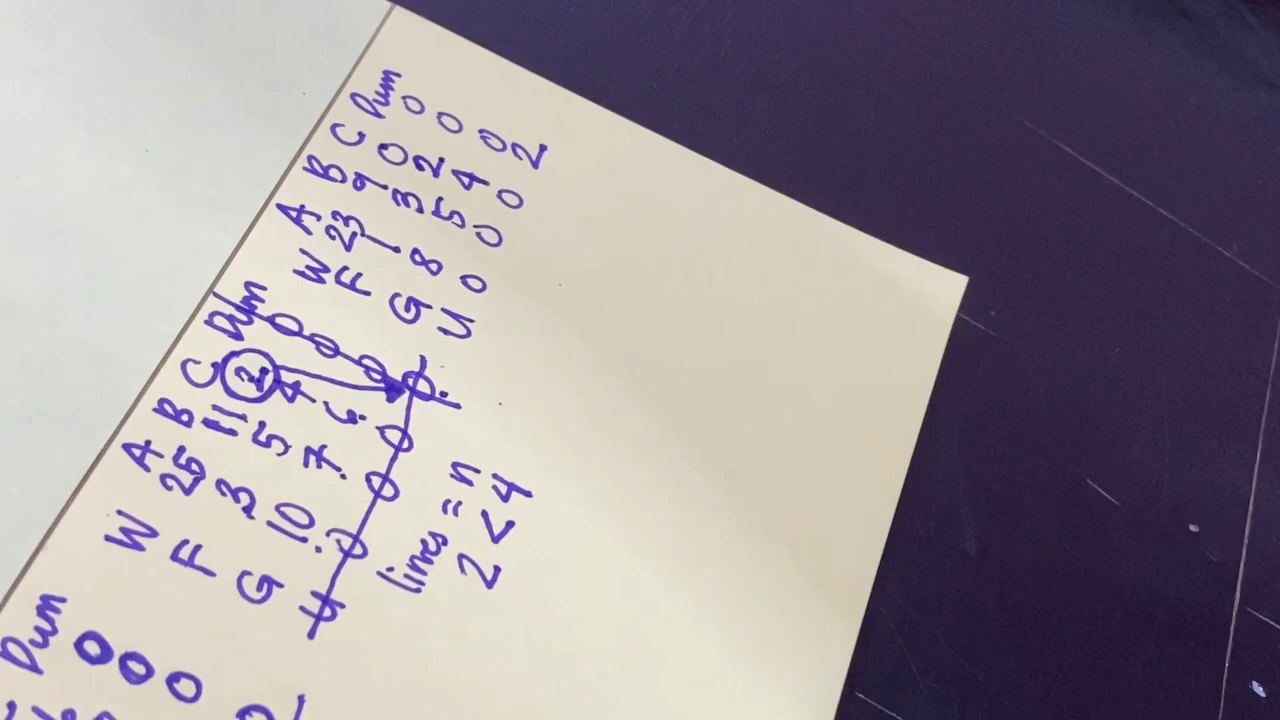 Dum
0
0
0
A B C Dum
W 25 11 2 0
F 3 5 4 0
G 10 7 6 0
U 0 0 0 0
lines = n
2 < 4
A B C Dum
W 23 9 0 0
F 1 3 2 0
G 8 5 4 0
U 0 0 0 2